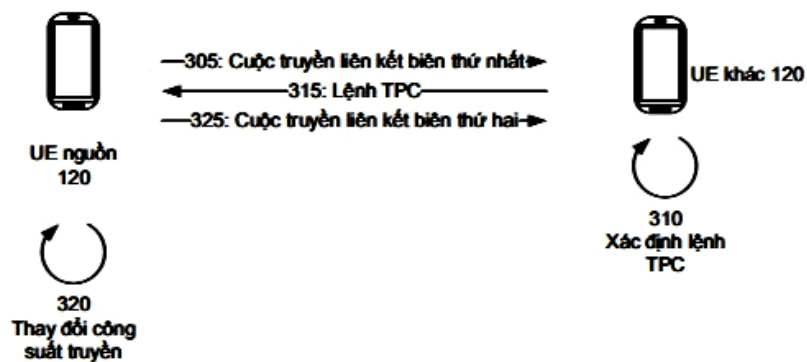 305: Cuộc truyền liên kết biên thứ nhất
315: Lệnh TPC
325: Cuộc truyền liên kết biên thứ hai
UE khác 120
UE nguồn
120
310
Xác định lệnh
TPC
320
Thay đổi công
suất truyền